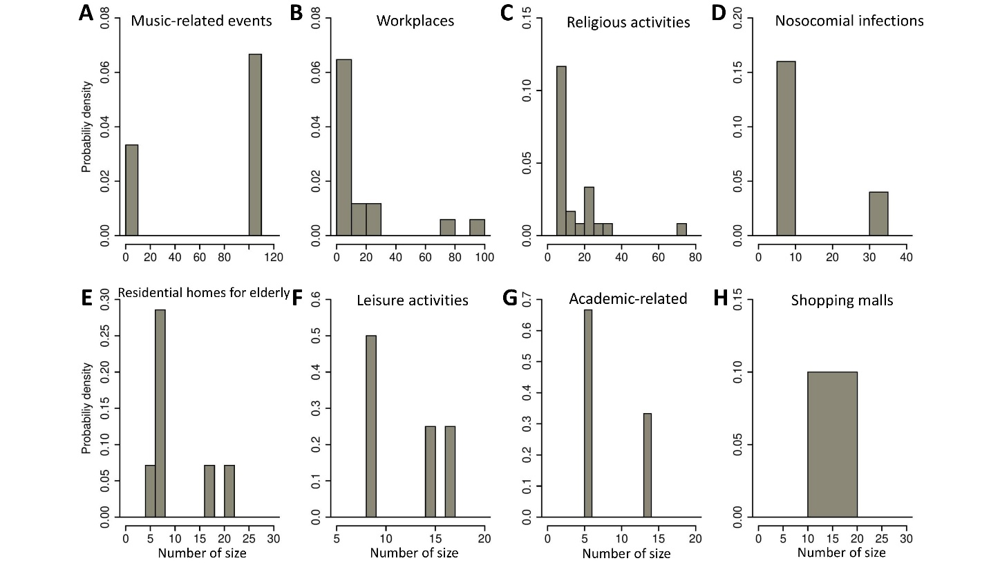 A Music-related events
Probabiliy density
0.00 0.02 0.04 0.06 0.08
0 20 40 60 80 120
B Workplaces
0.00 0.02 0.04 0.06 0.08
0 20 40 60 80 100
C Religious activities
0.00 0.05 0.10 0.15
0 20 40 60 80
D Nosocomial infections
0.00 0.05 0.10 0.15 0.20
0 10 20 30 40
E Residential homes for elderly
Probabiliy density
0.00 0.05 0.10 0.15 0.20 0.25 0.30
0 5 10 15 20 25 30
Number of size
F Leisure activities
0.0 0.1 0.2 0.3 0.4 0.5 0.6
5 10 15 20
Number of size
G Academic-related
0.0 0.1 0.2 0.3 0.4 0.5 0.6 0.7
0 5 10 15 20
Number of size
H Shopping malls
0.00 0.05 0.10 0.15
0 5 10 15 20 25 30
Number of size